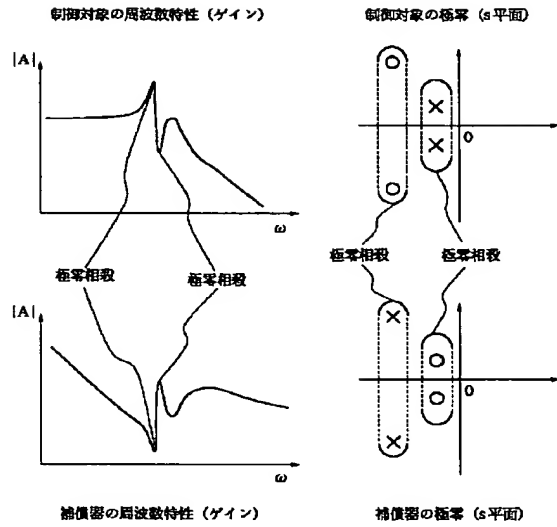 制御対象の周波数特性（ゲイン）
制御対象の極零（s平面）
|A|
ω
0
極零相殺
極零相殺
極零相殺
極零相殺
|A|
ω
0
補償器の周波数特性（ゲイン）
補償器の極零（s平面）